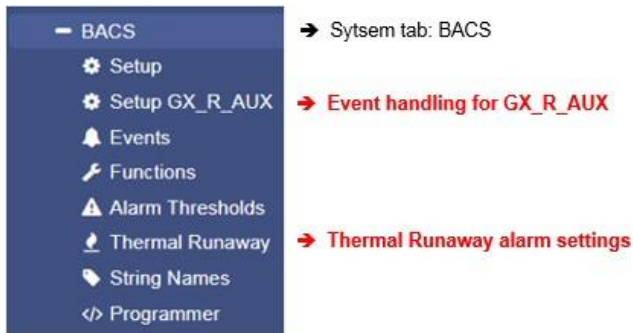 BACS → Sytsem tab: BACS
Setup
Setup GX_R_AUX → Event handling for GX_R_AUX
Events
Functions
Alarm Thresholds
Thermal Runaway → Thermal Runaway alarm settings
String Names
</> Programmer